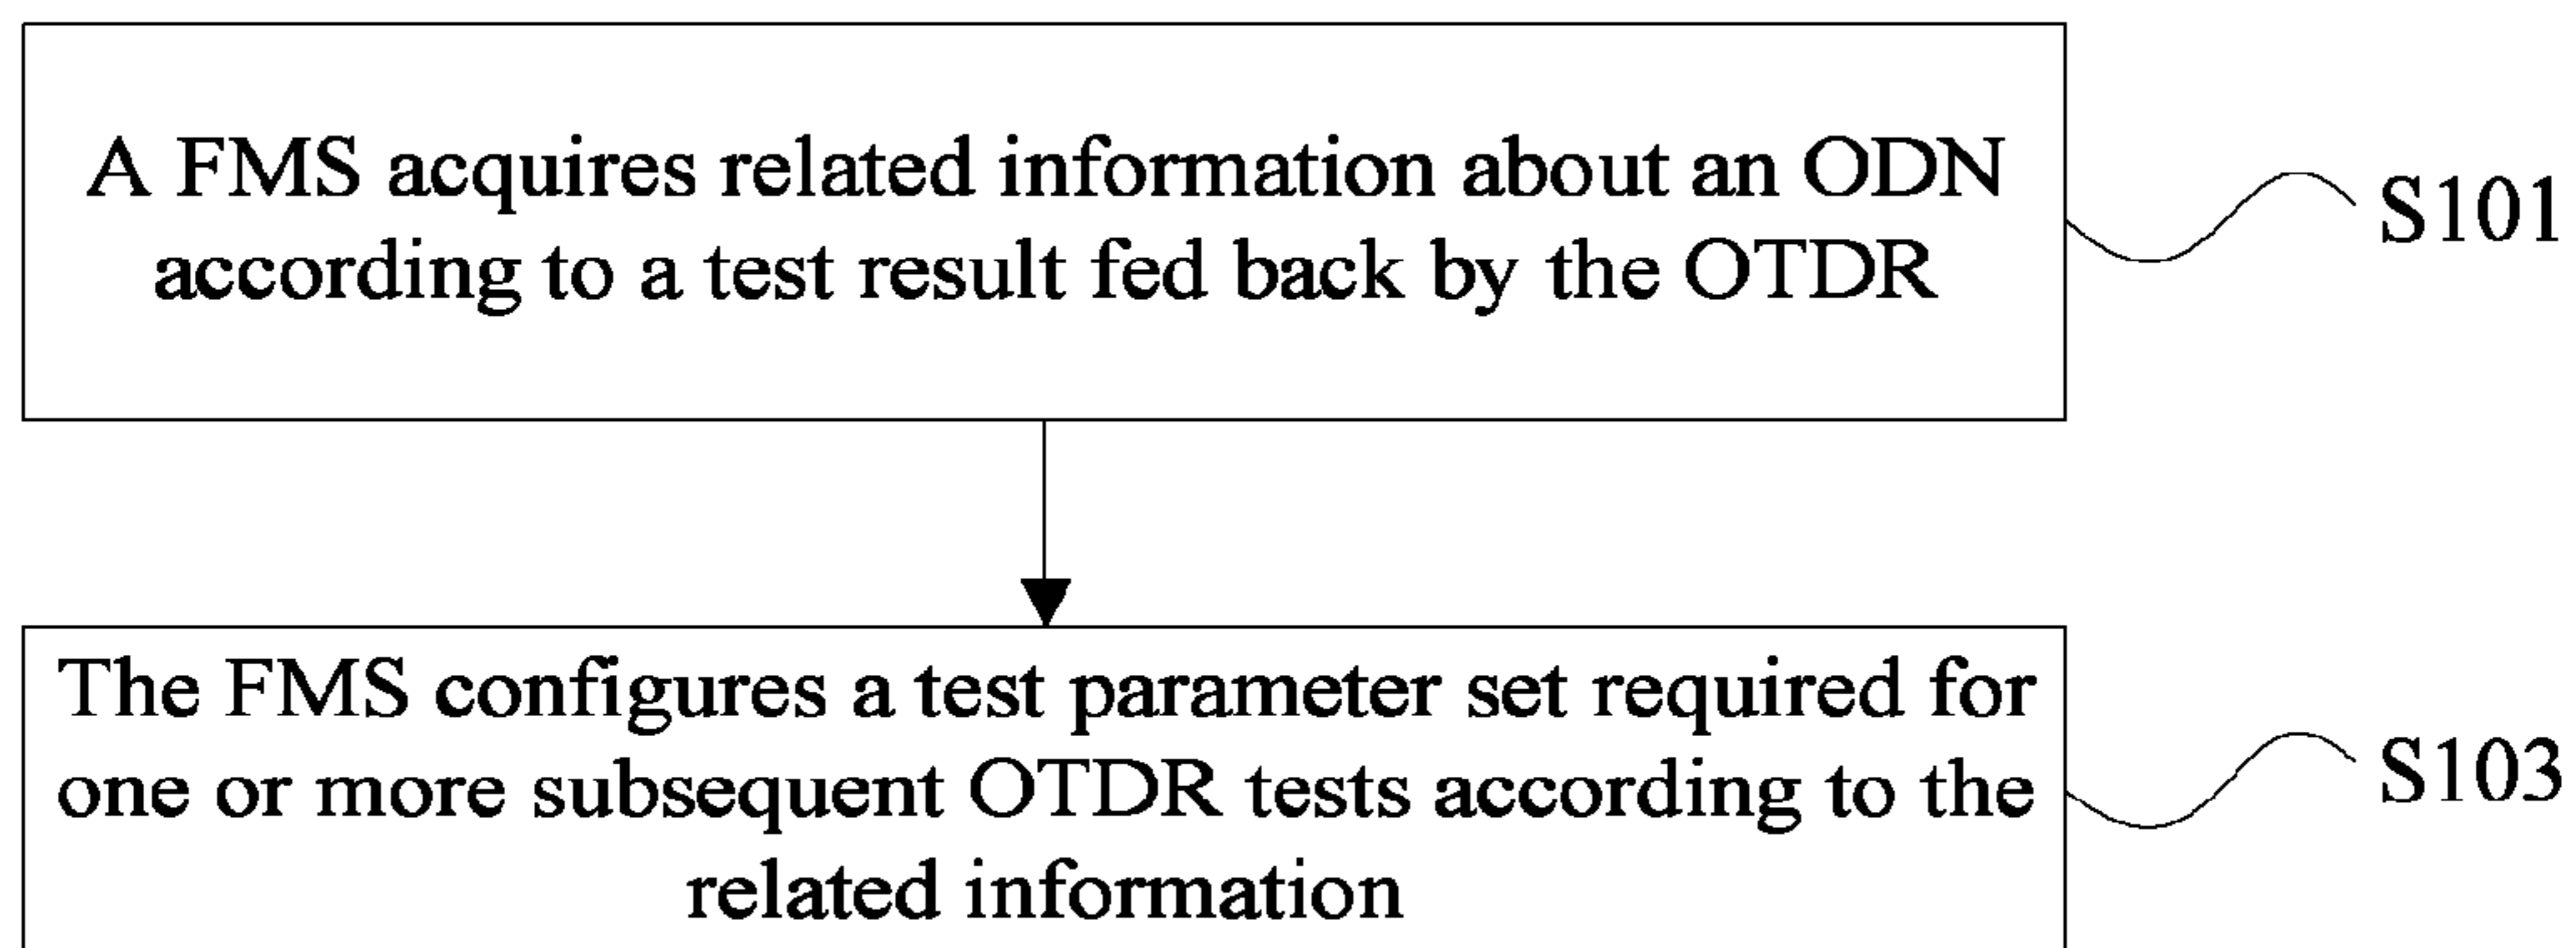 A FMS acquires related information about an ODN
according to a test result fed back by the OTDR
S101
The FMS configures a test parameter set required for
one or more subsequent OTDR tests according to the
related information
S103